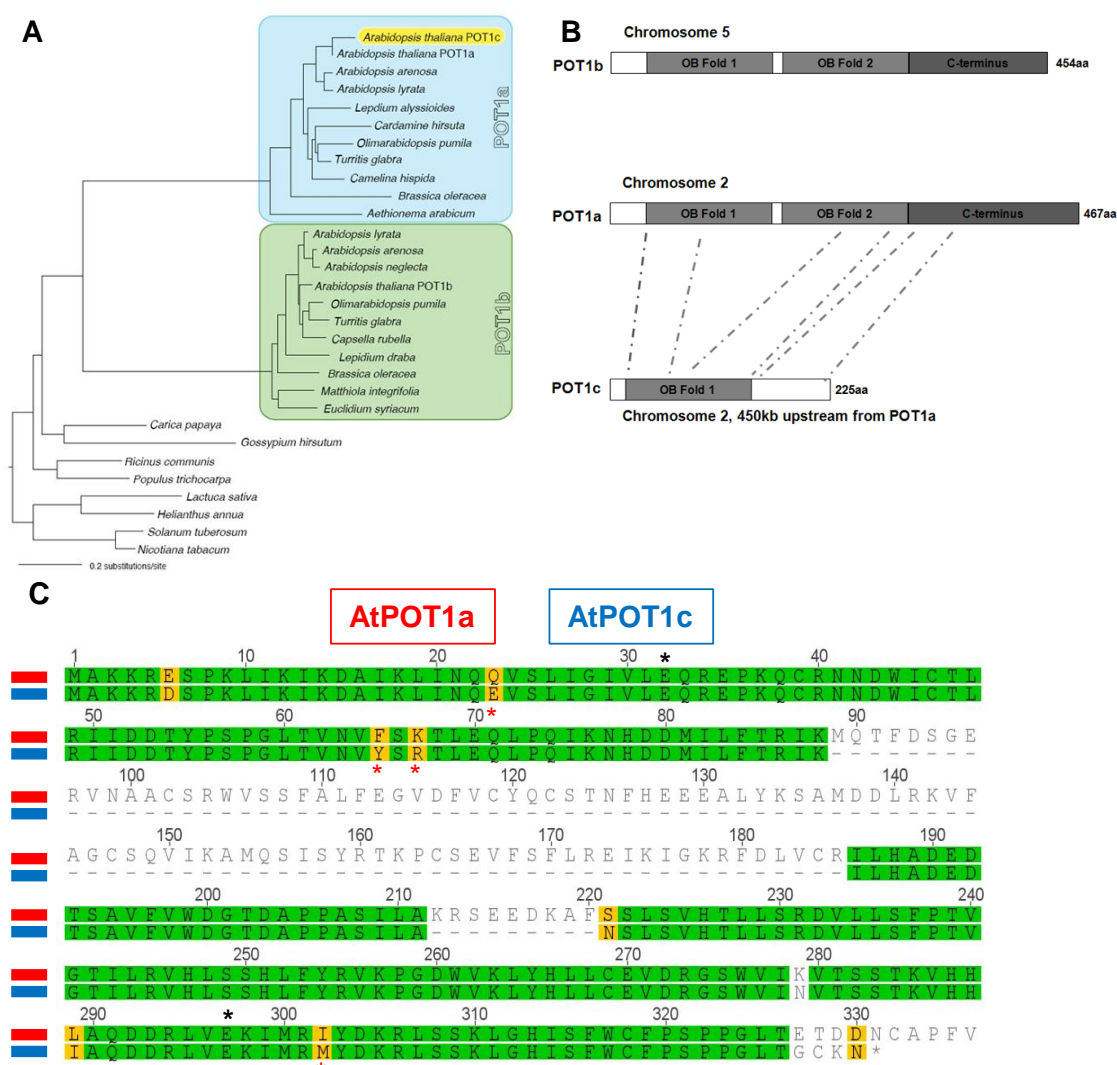 A
B
Arabidopsis thaliana POT1c
Arabidopsis thaliana POT1a
Arabidopsis arenosa
Arabidopsis lyrata
Lepdium alyssioides
Cardamine hirsuta
Olimarabidopsis pumila
Turritis glabra
Camelina hispida
Brassica oleracea
Aethionema arabicum
POT1a
Arabidopsis lyrata
Arabidopsis arenosa
Arabidopsis neglecta
Arabidopsis thaliana POT1b
Olimarabidopsis pumila
Turritis glabra
Capsella rubella
Lepidium draba
Brassica oleracea
Matthiola integrifolia
Euclidium syriacum
POT1b
Carica papaya
Gossypium hirsutum
Ricinus communis
Populus trichocarpa
Lactuca sativa
Helianthus annua
Solanum tuberosum
Nicotiana tabacum
0.2 substitutions/site
Chromosome 5
POT1b OB Fold 1 OB Fold 2 C-terminus 454aa
Chromosome 2
POT1a OB Fold 1 OB Fold 2 C-terminus 467aa
POT1c OB Fold 1 225aa
Chromosome 2, 450kb upstream from POT1a
C
AtPOT1a AtPOT1c
1 10 20 30 * 40
MAKKRESPKLIKIKDAIKLINQQVSLIGIVLEQREPKQCRNNDWICTL
MAKKRDSPKLIKIKDAIKLINQEVSLIGIVLEQREPKQCRNNDWICTL
*
50 60 70 80 90
RIIDDTYPSPGLTVNVFSKTLEQLPQIKNHDDMILFTRIKMQTFDSGE
RIIDDTYPSPGLTVNVYSRTLEQLPQIKNHDDMILFTRIK--------
* *
100 110 120 130 140
RVNAACSRWVSSFALFEGVDFVCYQCSTNFHEEEALYKSAMDDLRKVF
------------------------------------------------
150 160 170 180 190
AGCSQVIKAMQSISYRTKPCSEVFSFLREIKIGKRFDLVCRILHADED
-----------------------------------------ILHADED
200 210 220 230 240
TSAVFVWDGTDAPPASILAKRSEEDKAFSSLSVHTLLSRDVLLSFPTV
TSAVFVWDGTDAPPASILA---------NSLSVHTLLSRDVLLSFPTV
250 260 270 280
GTILRVHLSSHLFYRVKPGDWVKLYHLLCEVDRGSWVIKVTSSTKVHH
GTILRVHLSSHLFYRVKPGDWVKLYHLLCEVDRGSWVINVTSSTKVHH
290 * 300 310 320 330
LAQDDRLVEKIMRIYDKRLSSKLGHISFWCFPSPPGLTETDDNCAPFV
IAQDDRLVEKIMRMYDKRLSSKLGHISFWCFPSPPGLTGCKN*